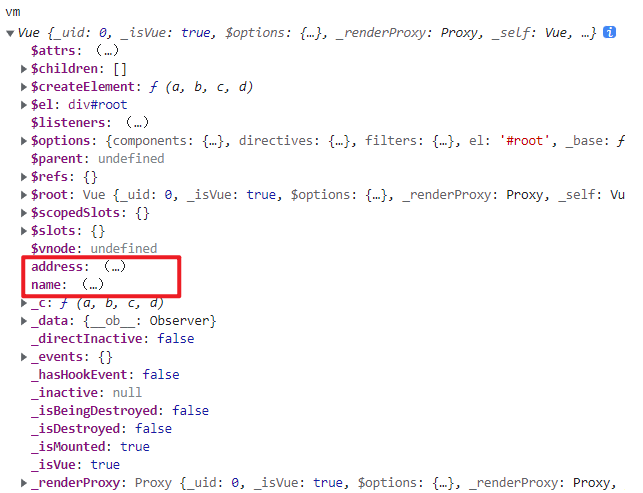 vm
Vue {_uid: 0, _isVue: true, $options: {…}, _renderProxy: Proxy, _self: Vue, …} i
$attrs: (…)
$children: []
$createElement: ƒ (a, b, c, d)
$el: div#root
$listeners: (…)
$options: {components: {…}, directives: {…}, filters: {…}, el: '#root', _base: ƒ
$parent: undefined
$refs: {}
$root: Vue {_uid: 0, _isVue: true, $options: {…}, _renderProxy: Proxy, _self: Vu
$scopedSlots: {}
$slots: {}
$vnode: undefined
address: (…)
name: (…)
_c: ƒ (a, b, c, d)
_data: {__ob__: Observer}
_directInactive: false
_events: {}
_hasHookEvent: false
_inactive: null
_isBeingDestroyed: false
_isDestroyed: false
_isMounted: true
_isVue: true
_renderProxy: Proxy {_uid: 0, _isVue: true, $options: {…}, _renderProxy: Proxy,